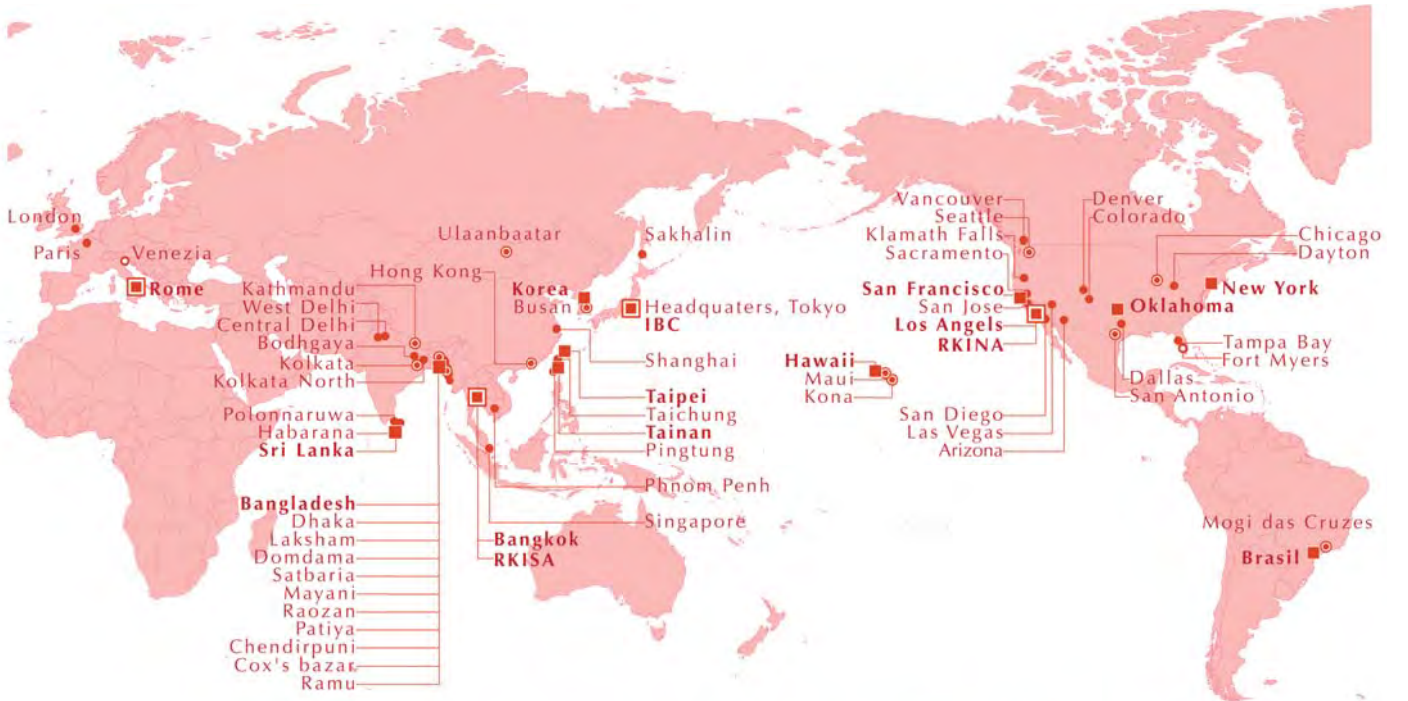 London
Paris
Venezia
Rome
Ulaanbaatar
Hong Kong
Kathmandu
West Delhi
Central Delhi
Bodhgaya
Kolkata
Kolkata North
Polonnaruwa
Habarana
Sri Lanka
Bangladesh
Dhaka
Laksham
Domdama
Satbaria
Mayani
Raozan
Patiya
Chendirpuni
Cox's bazar
Ramu
Sakhalin
Korea
Busan
Headquaters, Tokyo
IBC
Shanghai
Taipei
Taichung
Tainan
Pingtung
Phnom Penh
Singapore
Bangkok
RKISA
Vancouver
Seattle
Klamath Falls
Sacramento
San Francisco
San Jose
Los Angels
RKINA
Hawaii
Maui
Kona
San Diego
Las Vegas
Arizona
Denver
Colorado
Chicago
Dayton
New York
Oklahoma
Tampa Bay
Fort Myers
Dallas
San Antonio
Mogi das Cruzes
Brasil